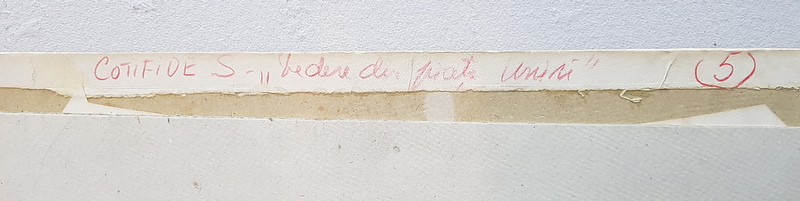 COTIFIDE S - „Vedere din piața Unirii" (5)